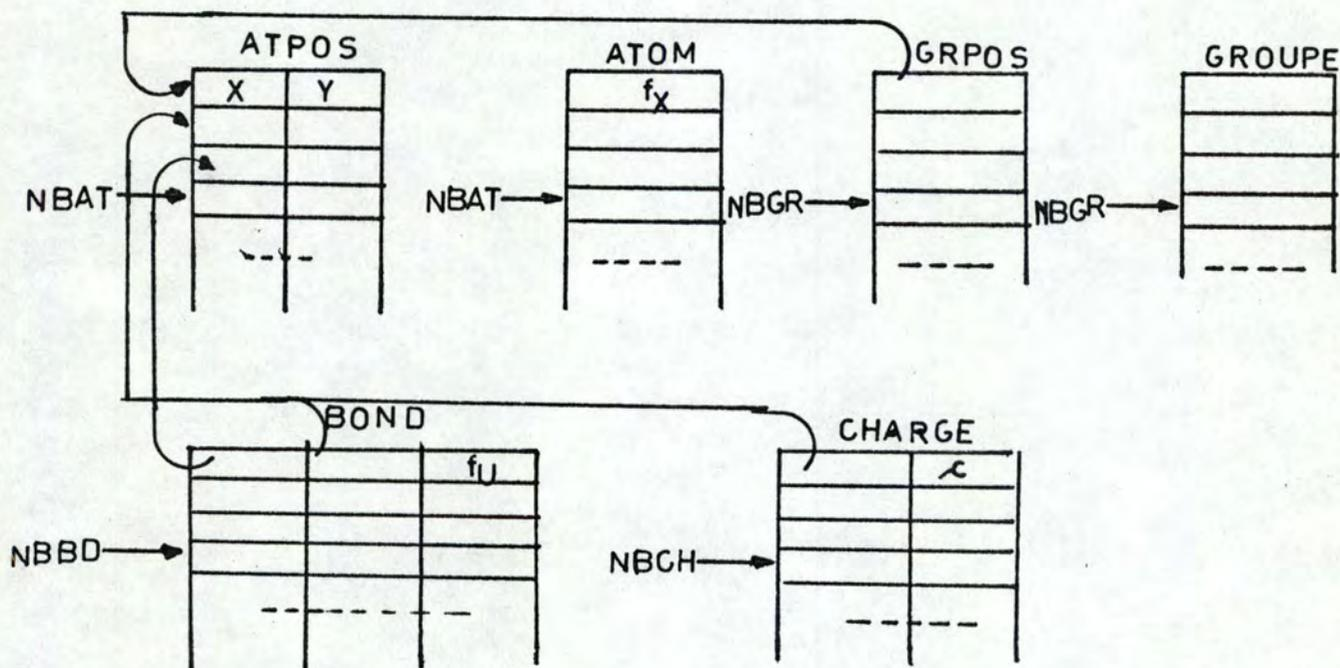 ATPOS ATOM GRPOS GROUPE
X Y fX
NBAT NBAT NBGR NBGR
BOND CHARGE
fU c
NBBD NBCH